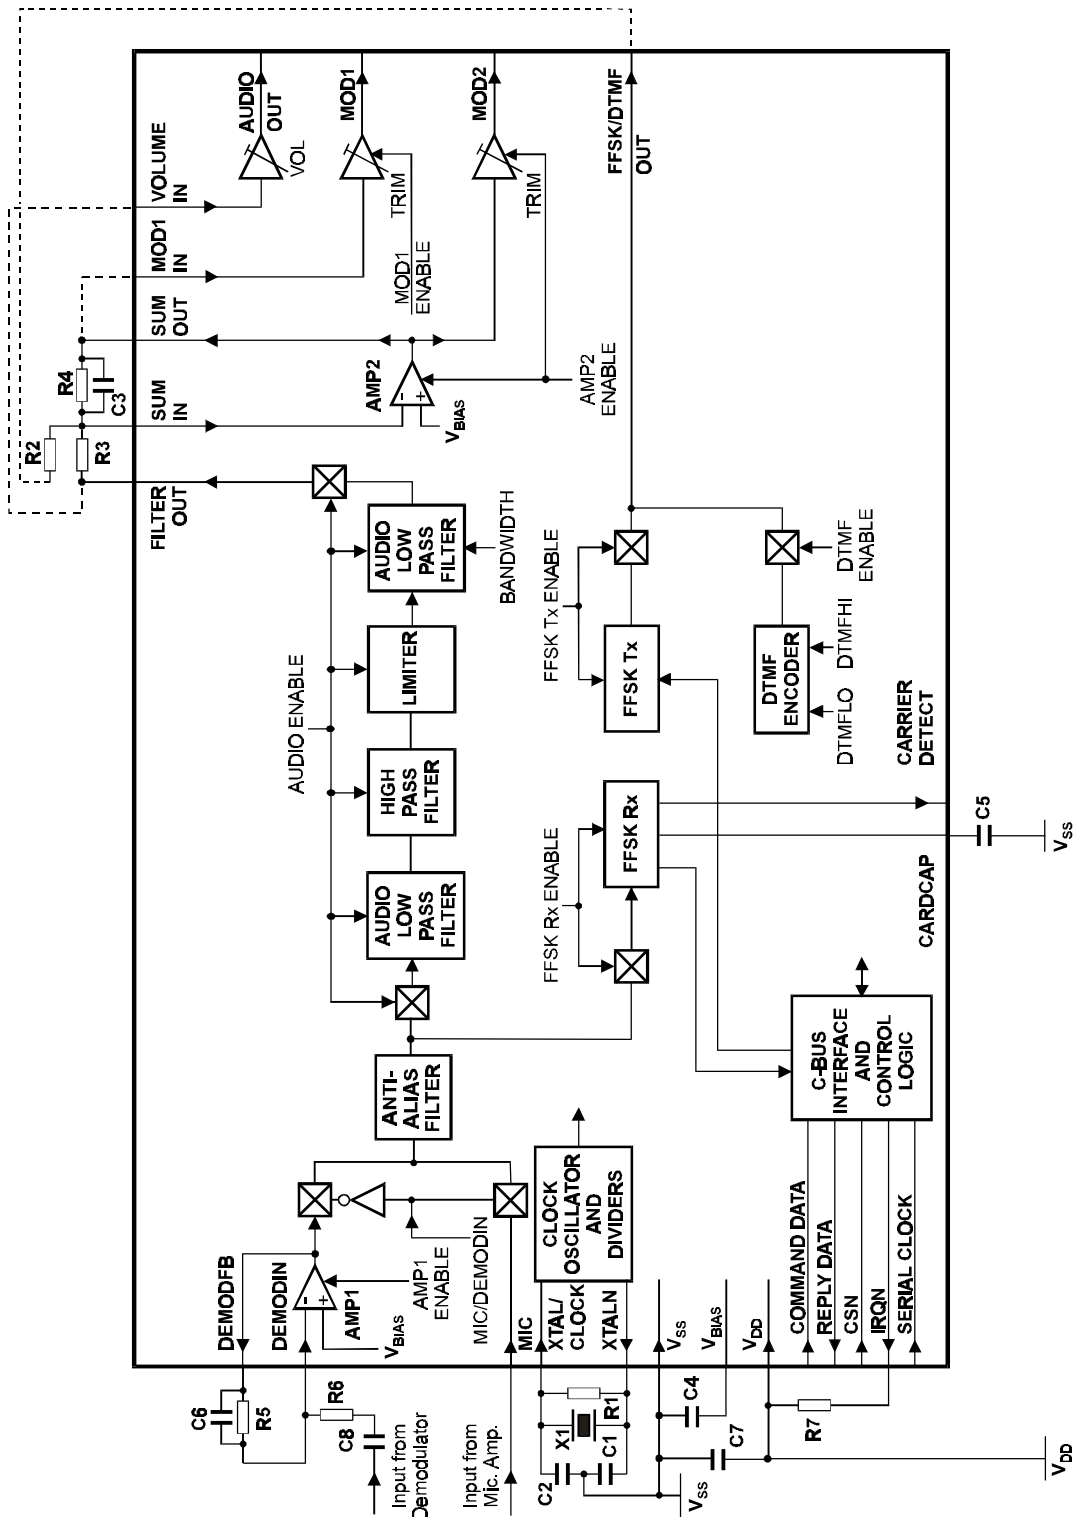 VOLUME
IN
MOD1
IN
SUM
OUT
SUM
IN
FILTER
OUT
R2
R3
R4
C3
AUDIO
OUT
VOL
MOD1
TRIM
MOD1
ENABLE
MOD2
TRIM
AMP2
-
+
VBIAS
AMP2
ENABLE
FFSK/DTMF
OUT
AUDIO ENABLE
AUDIO
LOW
PASS
FILTER
BANDWIDTH
LIMITER
HIGH
PASS
FILTER
AUDIO
LOW
PASS
FILTER
ANTI-
ALIAS
FILTER
FFSK Tx ENABLE
FFSK Tx
DTMF
ENABLE
DTMF
ENCODER
DTMFHI
DTMFLO
FFSK Rx ENABLE
FFSK Rx
CARRIER
DETECT
CARDCAP
C5
VSS
C-BUS
INTERFACE
AND
CONTROL
LOGIC
DEMODFB
DEMODIN
-
+
AMP1
VBIAS
AMP1
ENABLE
MIC/DEMODIN
MIC
CLOCK
OSCILLATOR
AND
DIVIDERS
XTAL/
CLOCK
XTALN
VSS
VBIAS
VDD
COMMAND DATA
REPLY DATA
CSN
IRQN
SERIAL CLOCK
C6
R5
R6
C8
Input from
Demodulator
Input from
Mic. Amp.
R1
X1
C2
C1
C4
C7
VSS
R7
VDD